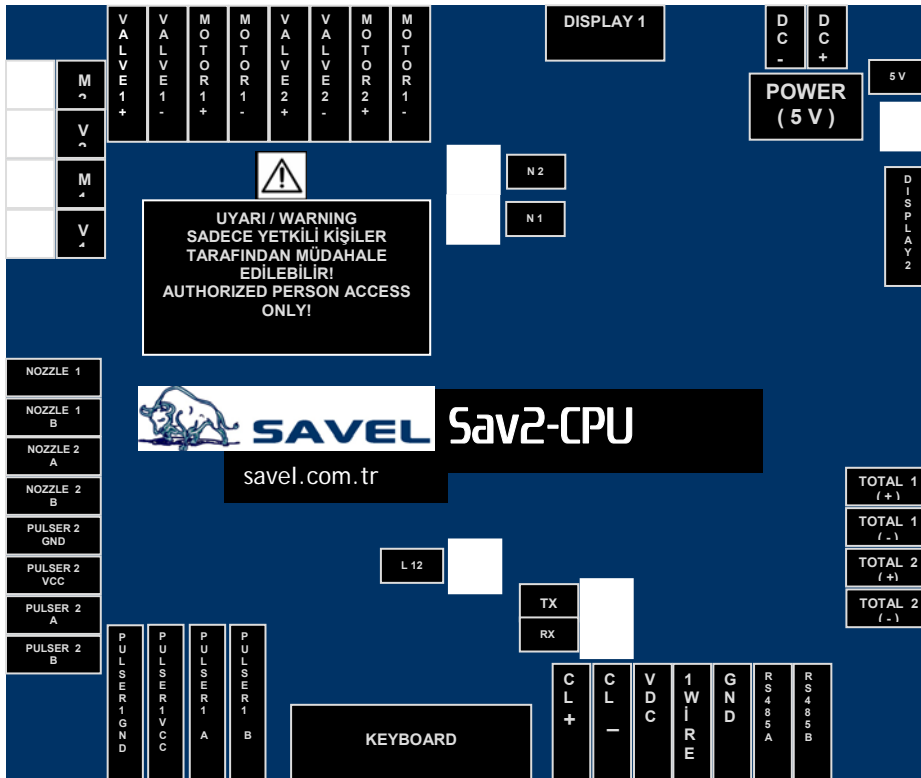 VALVE1+
VALVE1-
MOTOR1+
MOTOR1-
VALVE2+
VALVE2-
MOTOR2+
MOTOR1-
DISPLAY 1
DC-
DC+
POWER
( 5 V )
5 V
M
V
M
V
N 2
N 1
DISPLAY2
UYARI / WARNING
SADECE YETKİLİ KİŞİLER
TARAFINDAN MÜDAHALE
EDİLEBİLİR!
AUTHORIZED PERSON ACCESS
ONLY!
NOZZLE 1
NOZZLE 1
B
NOZZLE 2
A
NOZZLE 2
B
PULSER 2
GND
PULSER 2
VCC
PULSER 2
A
PULSER 2
B
SAVEL
Sav2-CPU
savel.com.tr
TOTAL 1
(+)
TOTAL 1
(-)
TOTAL 2
(+)
TOTAL 2
(-)
L 12
TX
RX
PULSER1GND
PULSER1VCC
PULSER1 A
PULSER1 B
KEYBOARD
CL+
CL-
VDC
1WİRE
GND
RS485A
RS485B